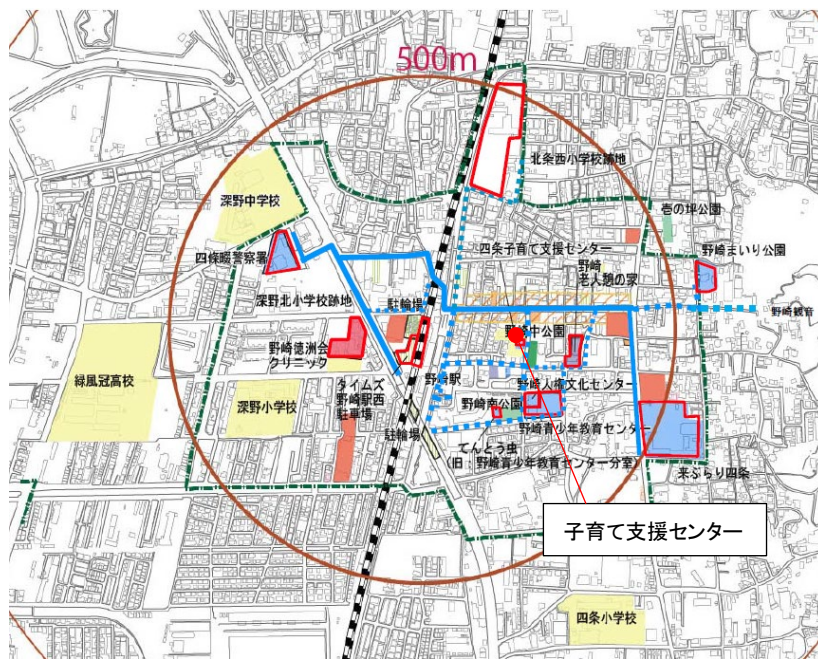 500m
北条西小学校跡地
深野中学校
壱の坪公園
四條畷警察署
四条子育て支援センター
野崎まいり公園
野崎
老人憩の家
深野北小学校跡地
駐輪場
野崎観音
野崎中公園
野崎徳洲会
クリニック
緑風冠高校
野崎駅
タイムズ
野崎駅西
駐車場
野崎人権文化センター
深野小学校
野崎南公園
野崎青少年教育センター
駐輪場
てんとう虫
(旧:野崎青少年教育センター分室)
来ぶらり四条
子育て支援センター
四条小学校